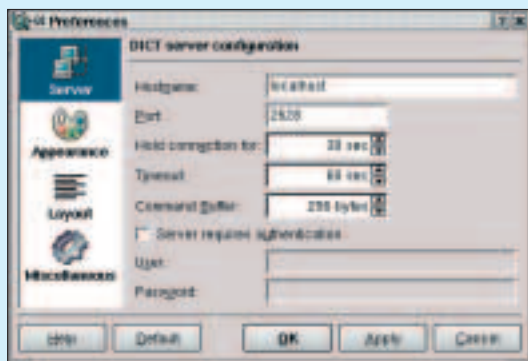 Preferences
DICT server configuration
Server
Appearance
Layout
Miscellaneous
Hostname: localhost
Port: 2628
Hold connection for: 30 sec
Timeout: 60 sec
Command Buffer: 256 bytes
Server requires authentication
User:
Password:
Help Default OK Apply Cancel